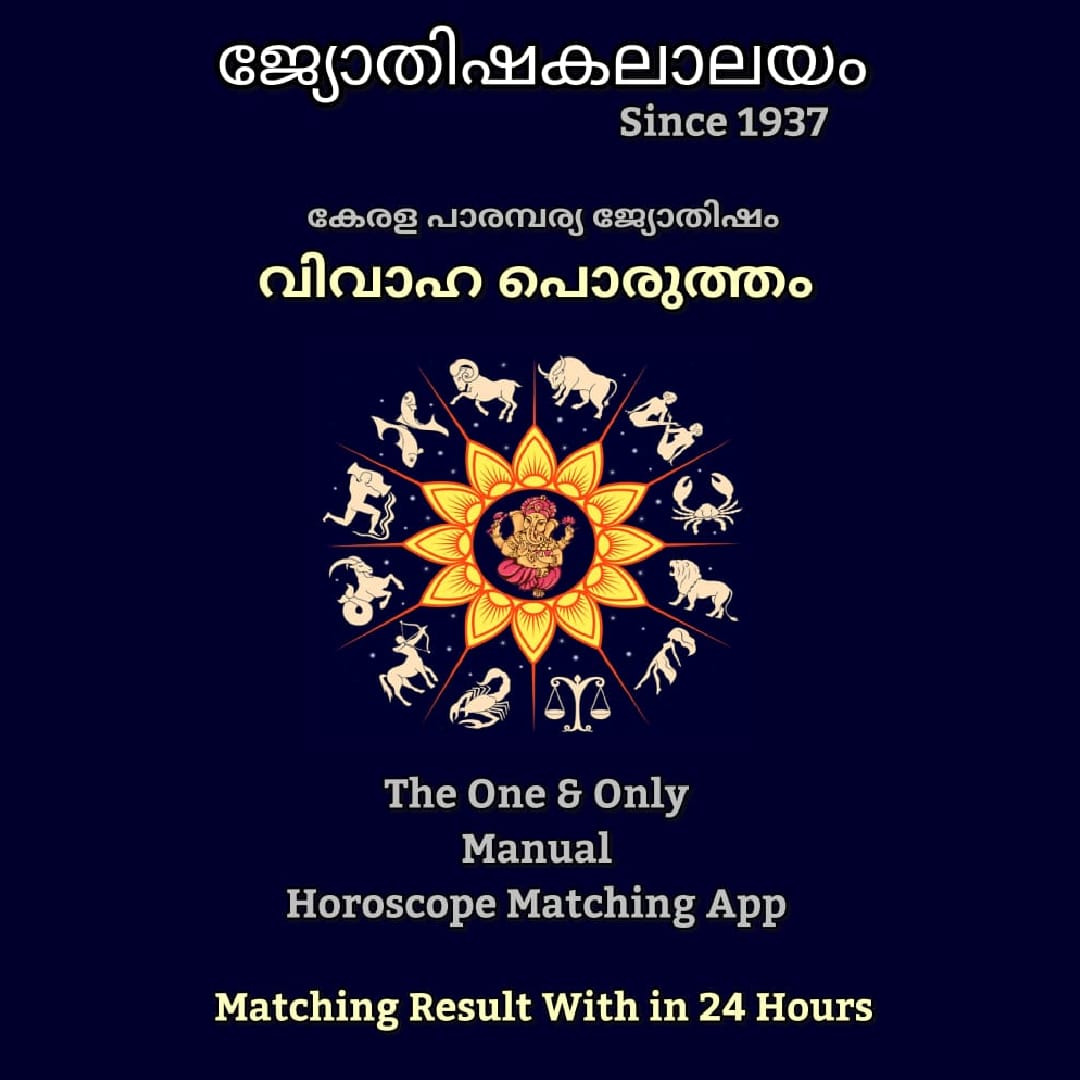 ജ്യോതിഷകലാലയം
Since 1937
കേരള പാരമ്പര്യ ജ്യോതിഷം
വിവാഹ പൊരുത്തം
The One & Only
Manual
Horoscope Matching App
Matching Result With in 24 Hours